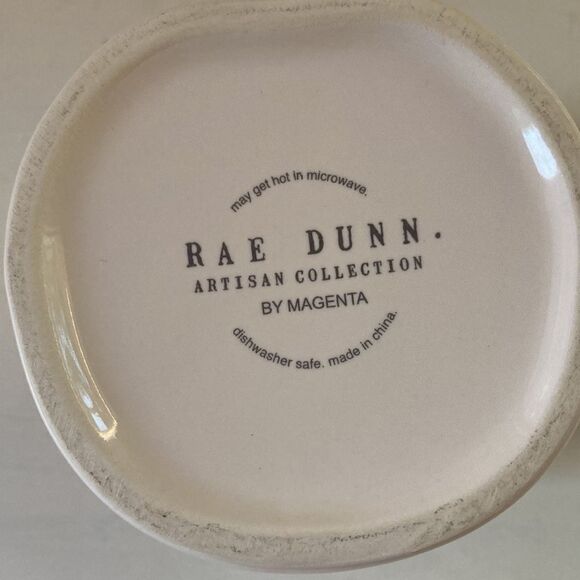 may get hot in microwave.
RAE DUNN.
ARTISAN COLLECTION
BY MAGENTA
dishwasher safe. made in china.